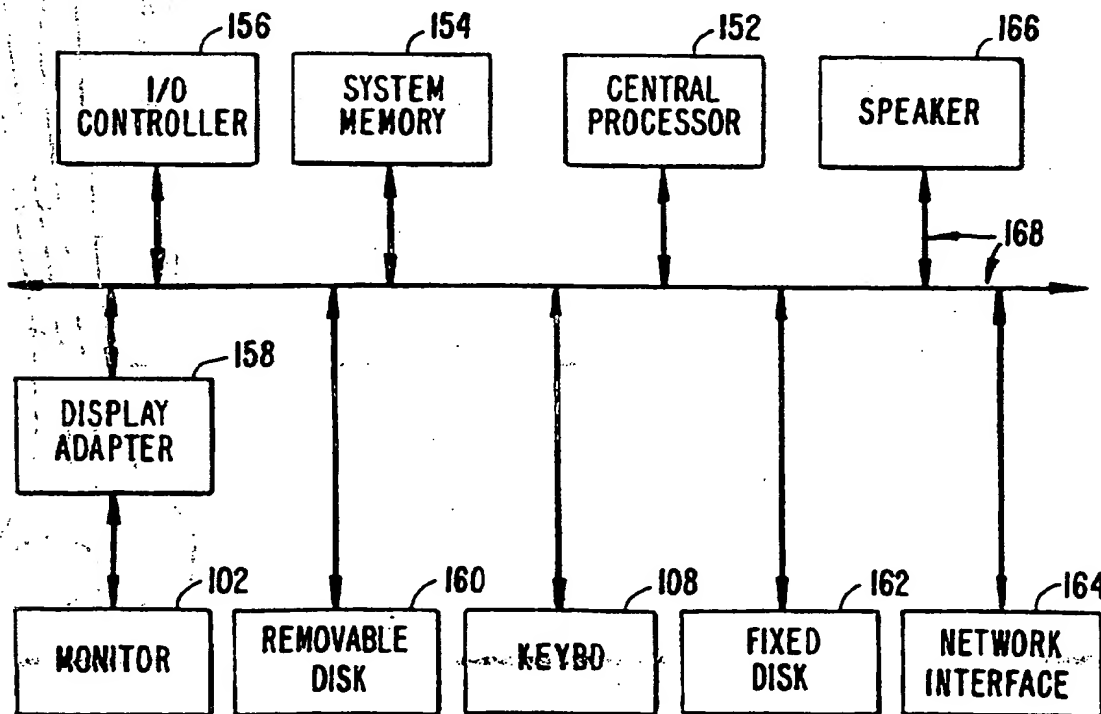 156
154
152
166
I/O
CONTROLLER
SYSTEM
MEMORY
CENTRAL
PROCESSOR
SPEAKER
168
158
DISPLAY
ADAPTER
102
160
108
162
164
MONITOR
REMOVABLE
DISK
KEYBD
FIXED
DISK
NETWORK
INTERFACE